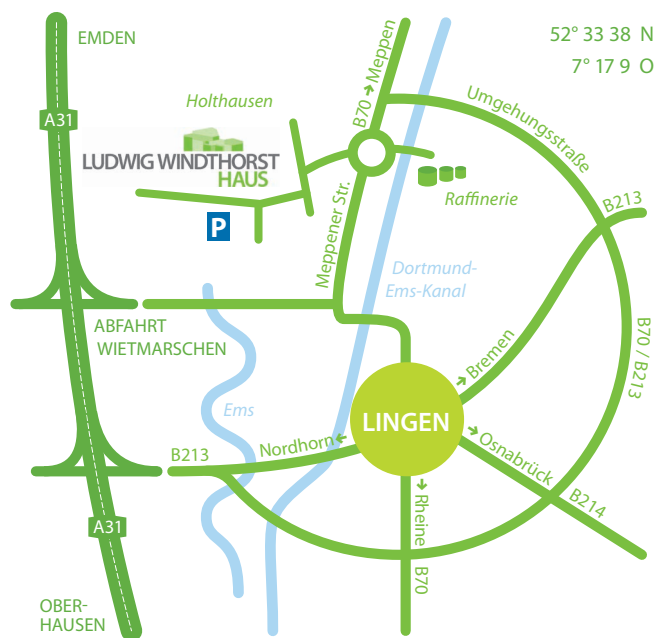 EMDEN
52° 33 38 N
7° 17 9 O
A31
Holthausen
B70 → Meppen
Umgehungsstraße
LUDWIG WINDTHORST
HAUS
Raffinerie
B213
P
Meppener Str.
Dortmund-
Ems-Kanal
ABFAHRT
WIETMARSCHEN
B70 / B213
→ Bremen
Ems
LINGEN
B213
Nordhorn ←
→ Osnabrück
B214
→ Rheine
B70
A31
OBER-
HAUSEN